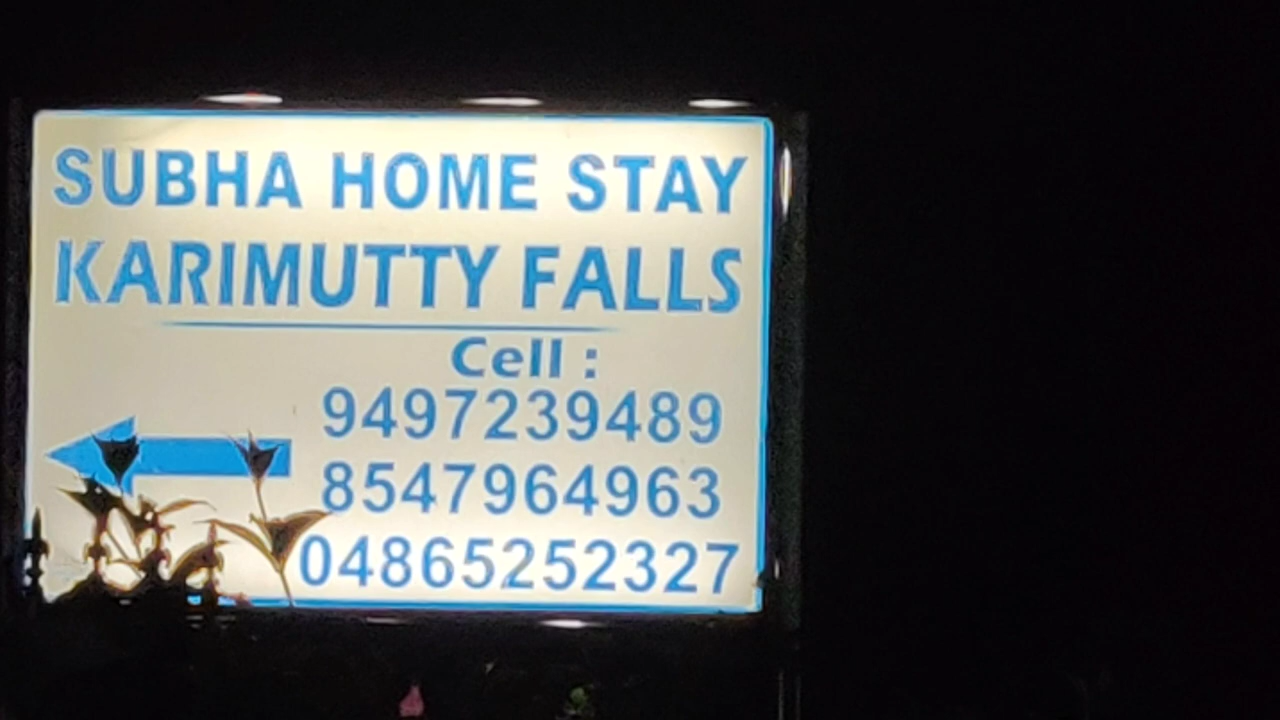 SUBHA HOME STAY
KARIMUTTY FALLS
Cell :
9497239489
8547964963
04865252327